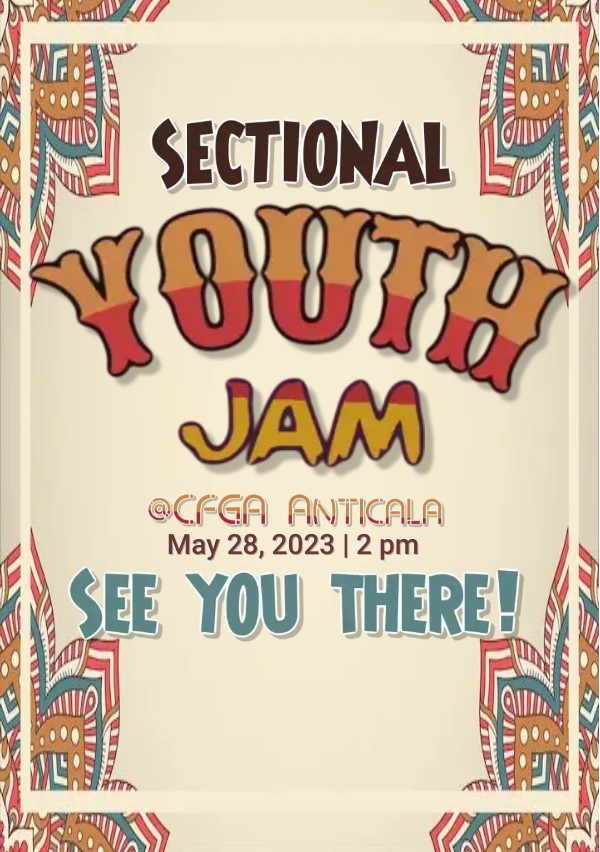 SECTIONAL
YOUTH
JAM
@CFGA ANTICALA
May 28, 2023 | 2 pm
SEE YOU THERE!